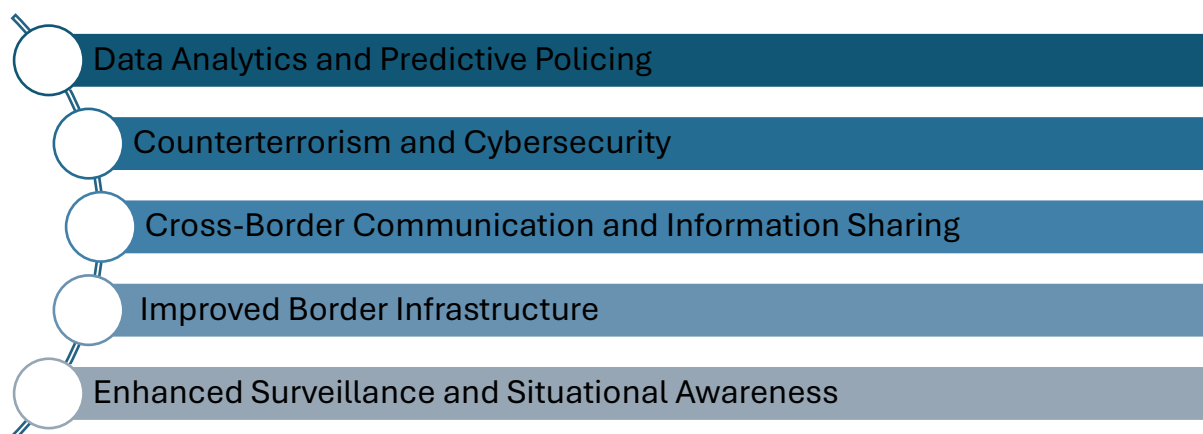 Data Analytics and Predictive Policing
Counterterrorism and Cybersecurity
Cross-Border Communication and Information Sharing
Improved Border Infrastructure
Enhanced Surveillance and Situational Awareness